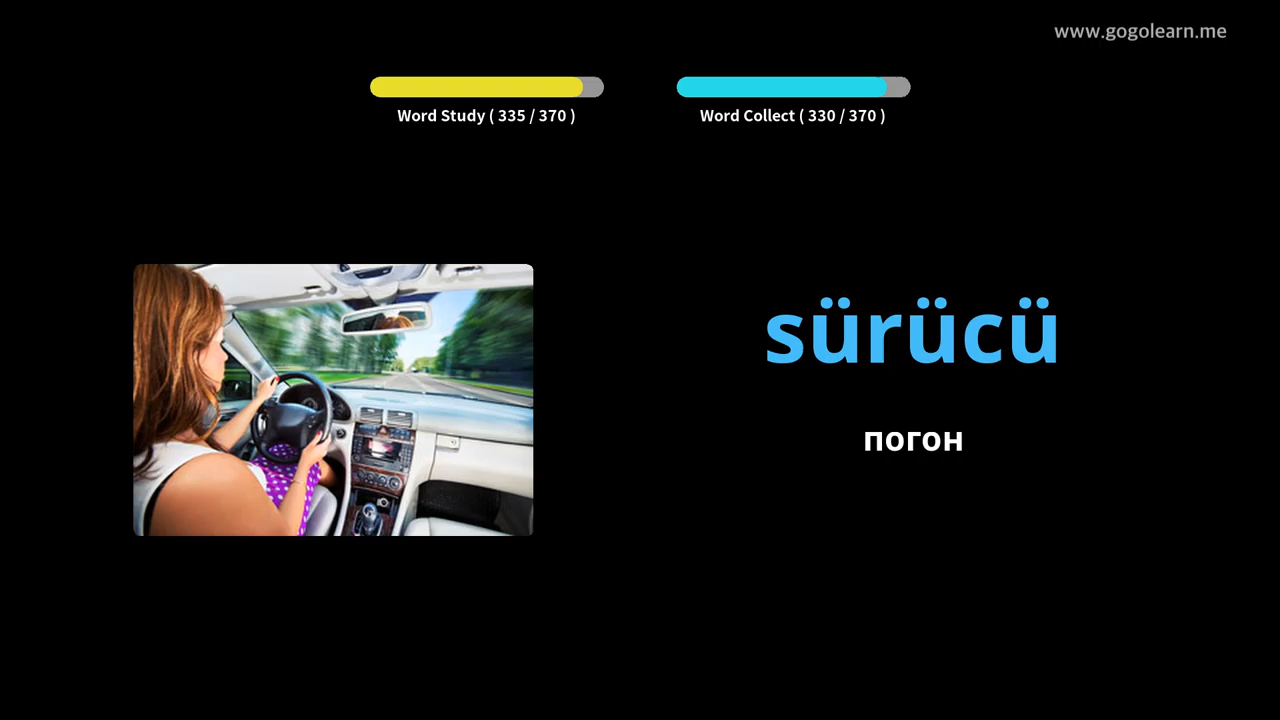 www.gogolearn.me
Word Study ( 335 / 370 )
Word Collect ( 330 / 370 )
sürücü
погон